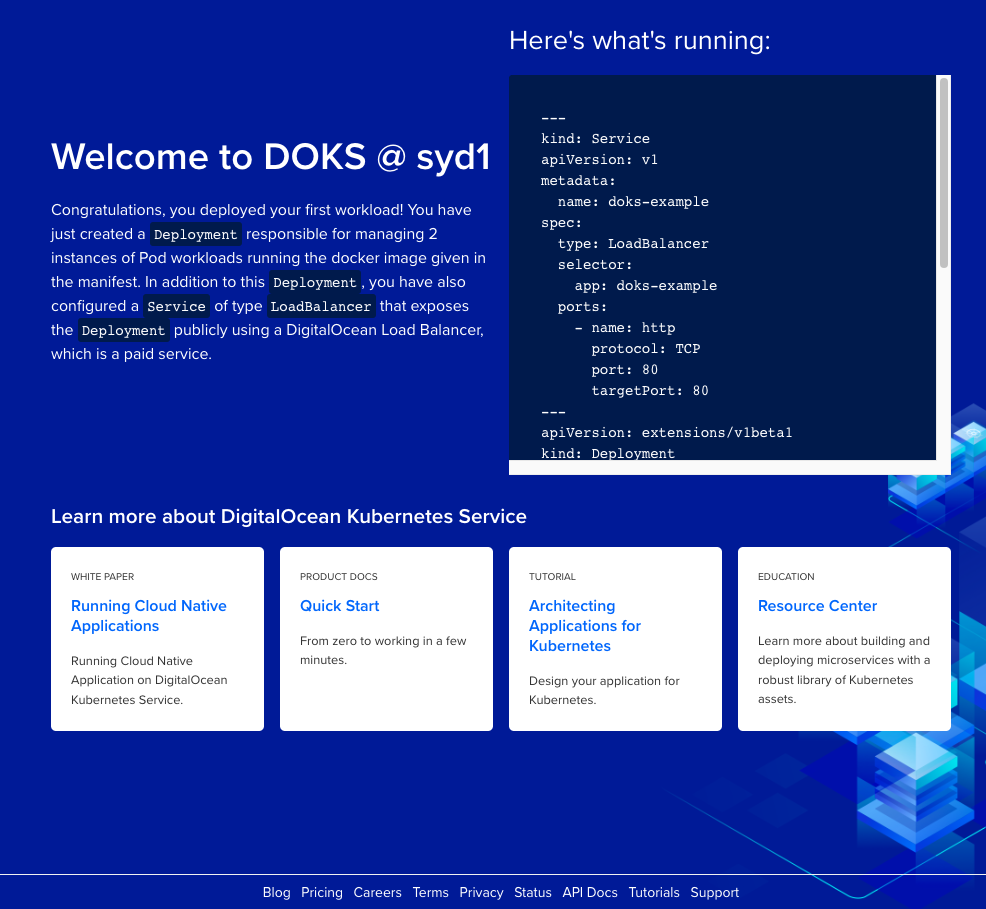 Welcome to DOKS @ syd1
Congratulations, you deployed your first workload! You have
just created a Deployment responsible for managing 2
instances of Pod workloads running the docker image given in
the manifest. In addition to this Deployment, you have also
configured a Service of type LoadBalancer that exposes
the Deployment publicly using a DigitalOcean Load Balancer,
which is a paid service.
Here's what's running:
---
kind: Service
apiVersion: v1
metadata:
  name: doks-example
spec:
  type: LoadBalancer
  selector:
    app: doks-example
  ports:
    - name: http
      protocol: TCP
      port: 80
      targetPort: 80
---
apiVersion: extensions/v1beta1
kind: Deployment
Learn more about DigitalOcean Kubernetes Service
WHITE PAPER
Running Cloud Native
Applications
Running Cloud Native
Application on DigitalOcean
Kubernetes Service.
PRODUCT DOCS
Quick Start
From zero to working in a few
minutes.
TUTORIAL
Architecting
Applications for
Kubernetes
Design your application for
Kubernetes.
EDUCATION
Resource Center
Learn more about building and
deploying microservices with a
robust library of Kubernetes
assets.
Blog Pricing Careers Terms Privacy Status API Docs Tutorials Support